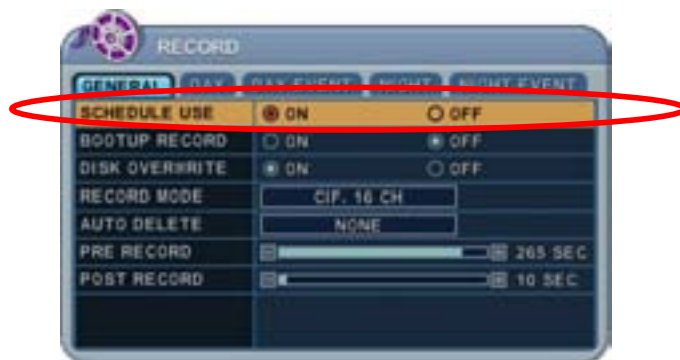 RECORD
GENERAL DAY DAY EVENT NIGHT NIGHT EVENT
SCHEDULE USE ON OFF
BOOTUP RECORD ON OFF
DISK OVERWRITE ON OFF
RECORD MODE CIF. 16 CH
AUTO DELETE NONE
PRE RECORD 265 SEC
POST RECORD 10 SEC